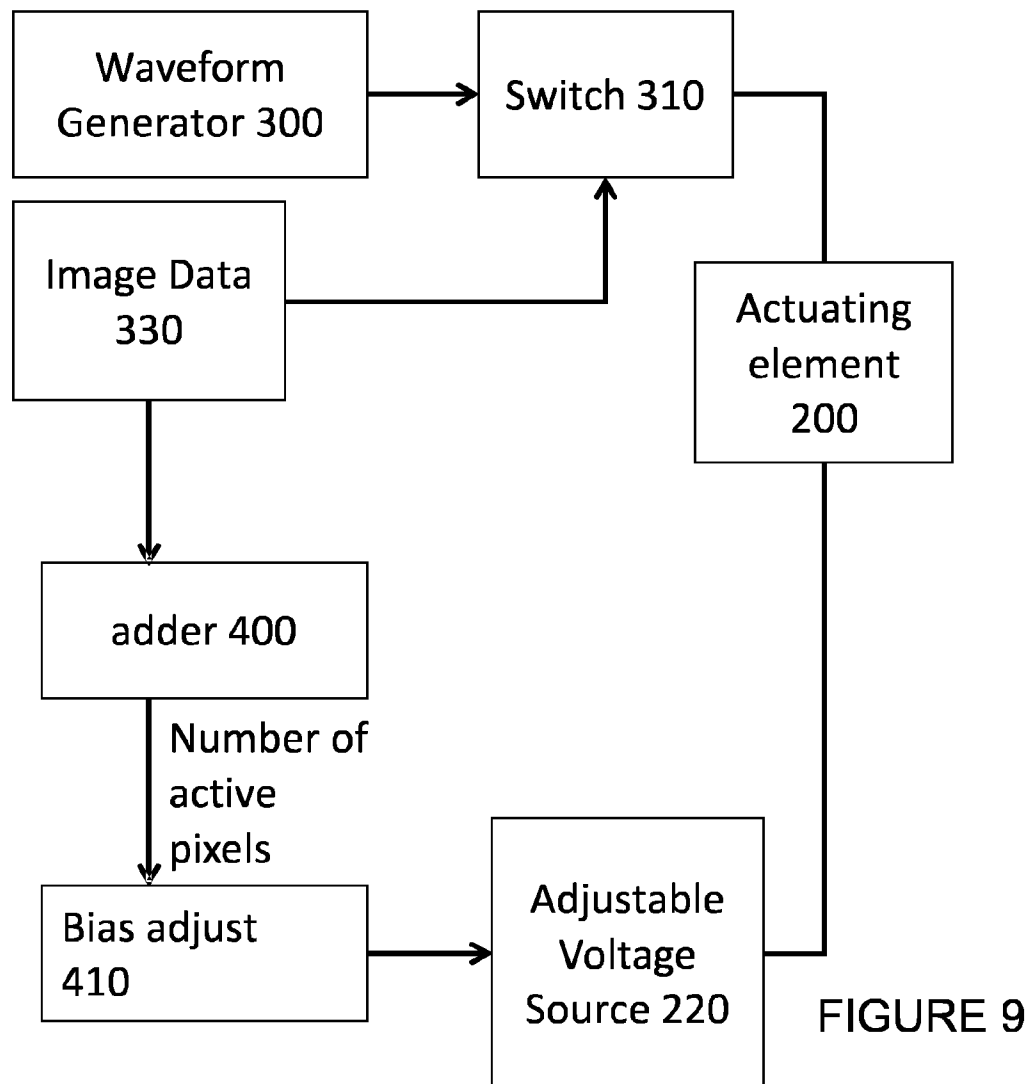 Waveform
Generator 300
Switch 310
Image Data
330
Actuating
element
200
adder 400
Number of
active
pixels
Bias adjust
410
Adjustable
Voltage
Source 220
FIGURE 9